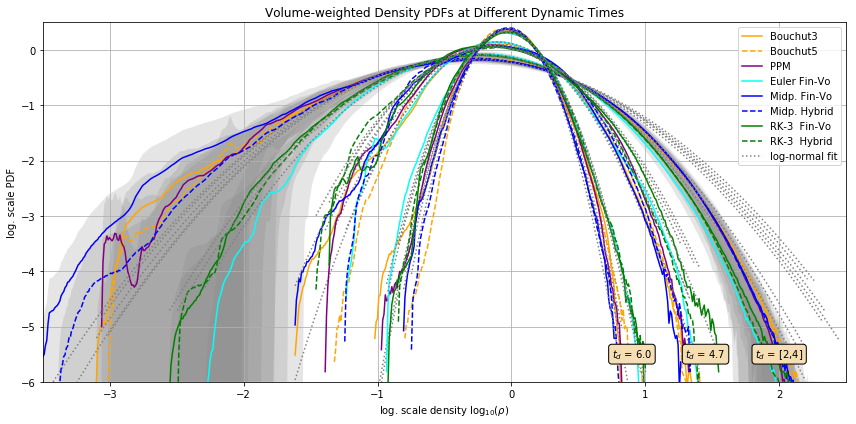 Volume-weighted Density PDFs at Different Dynamic Times
log. scale PDF
0
−1
−2
−3
−4
−5
−6
Bouchut3
Bouchut5
PPM
Euler Fin-Vo
Midp. Fin-Vo
Midp. Hybrid
RK-3  Fin-Vo
RK-3  Hybrid
log-normal fit
t_d = 6.0
t_d = 4.7
t_d = [2,4]
−3
−2
−1
0
1
2
log. scale density log₁₀(ρ)